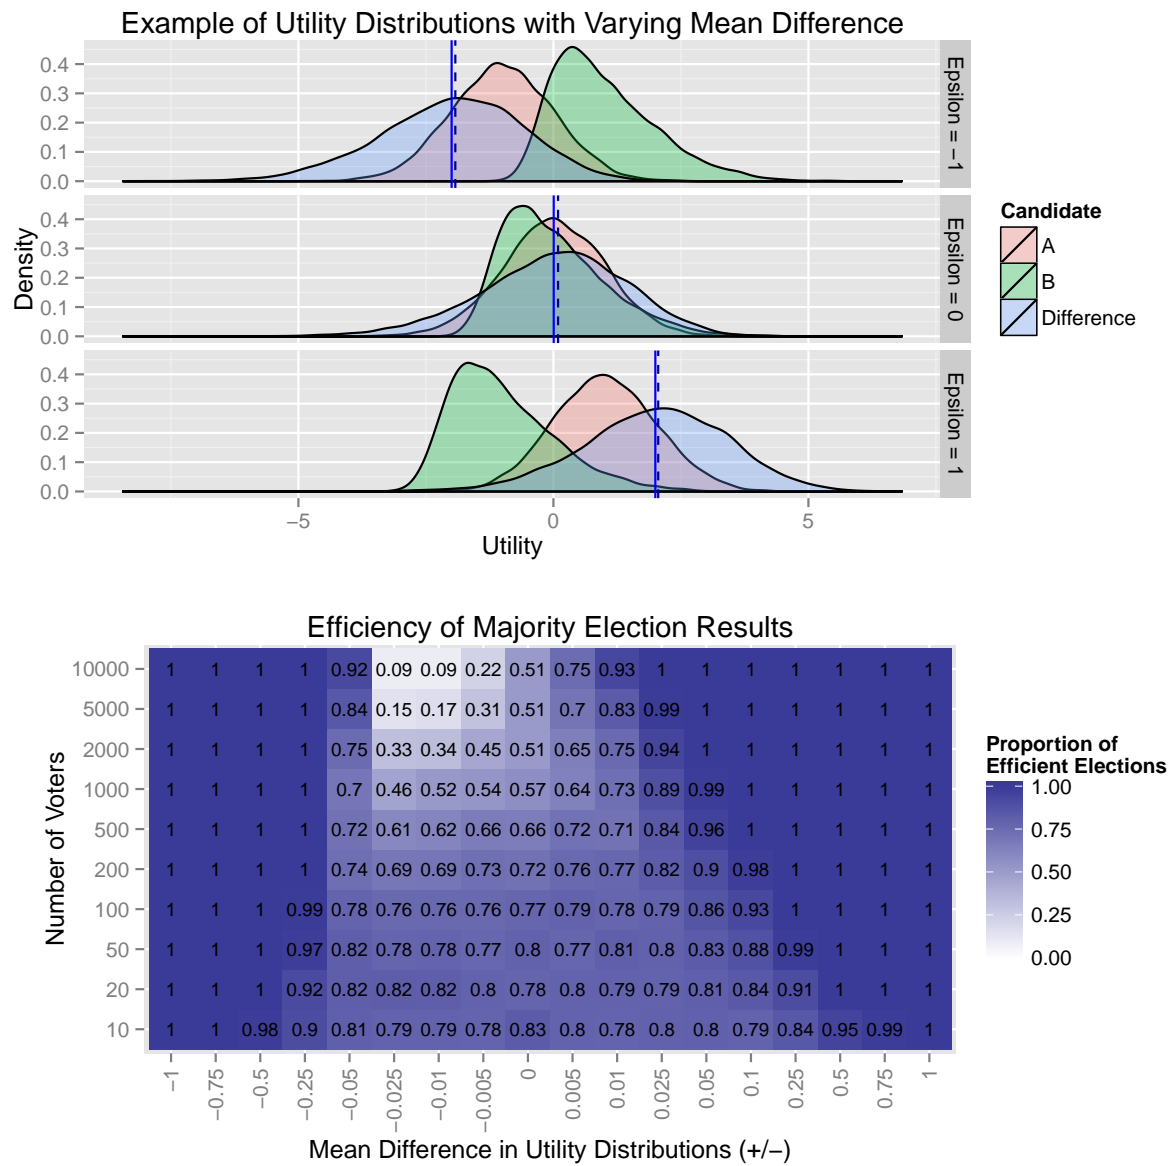 Example of Utility Distributions with Varying Mean Difference
Density
0.4
0.3
0.2
0.1
0.0
Epsilon = −1
0.4
0.3
0.2
0.1
0.0
Epsilon = 0
0.4
0.3
0.2
0.1
0.0
Epsilon = 1
−5 0 5
Utility
Candidate
A
B
Difference
Efficiency of Majority Election Results
Number of Voters
10000 1 1 1 1 0.92 0.09 0.09 0.22 0.51 0.75 0.93 1 1 1 1 1 1 1
5000 1 1 1 1 0.84 0.15 0.17 0.31 0.51 0.7 0.83 0.99 1 1 1 1 1 1
2000 1 1 1 1 0.75 0.33 0.34 0.45 0.51 0.65 0.75 0.94 1 1 1 1 1 1
1000 1 1 1 1 0.7 0.46 0.52 0.54 0.57 0.64 0.73 0.89 0.99 1 1 1 1 1
500 1 1 1 1 0.72 0.61 0.62 0.66 0.66 0.72 0.71 0.84 0.96 1 1 1 1 1
200 1 1 1 1 0.74 0.69 0.69 0.73 0.72 0.76 0.77 0.82 0.9 0.98 1 1 1 1
100 1 1 1 0.99 0.78 0.76 0.76 0.76 0.77 0.79 0.78 0.79 0.86 0.93 1 1 1 1
50 1 1 1 0.97 0.82 0.78 0.78 0.77 0.8 0.77 0.81 0.8 0.83 0.88 0.99 1 1 1
20 1 1 1 0.92 0.82 0.82 0.82 0.8 0.78 0.8 0.79 0.79 0.81 0.84 0.91 1 1 1
10 1 1 0.98 0.9 0.81 0.79 0.79 0.78 0.83 0.8 0.78 0.8 0.8 0.79 0.84 0.95 0.99 1
−1 −0.75 −0.5 −0.25 −0.05 −0.025 −0.01 −0.005 0 0.005 0.01 0.025 0.05 0.1 0.25 0.5 0.75 1
Mean Difference in Utility Distributions (+/−)
Proportion of
Efficient Elections
1.00
0.75
0.50
0.25
0.00